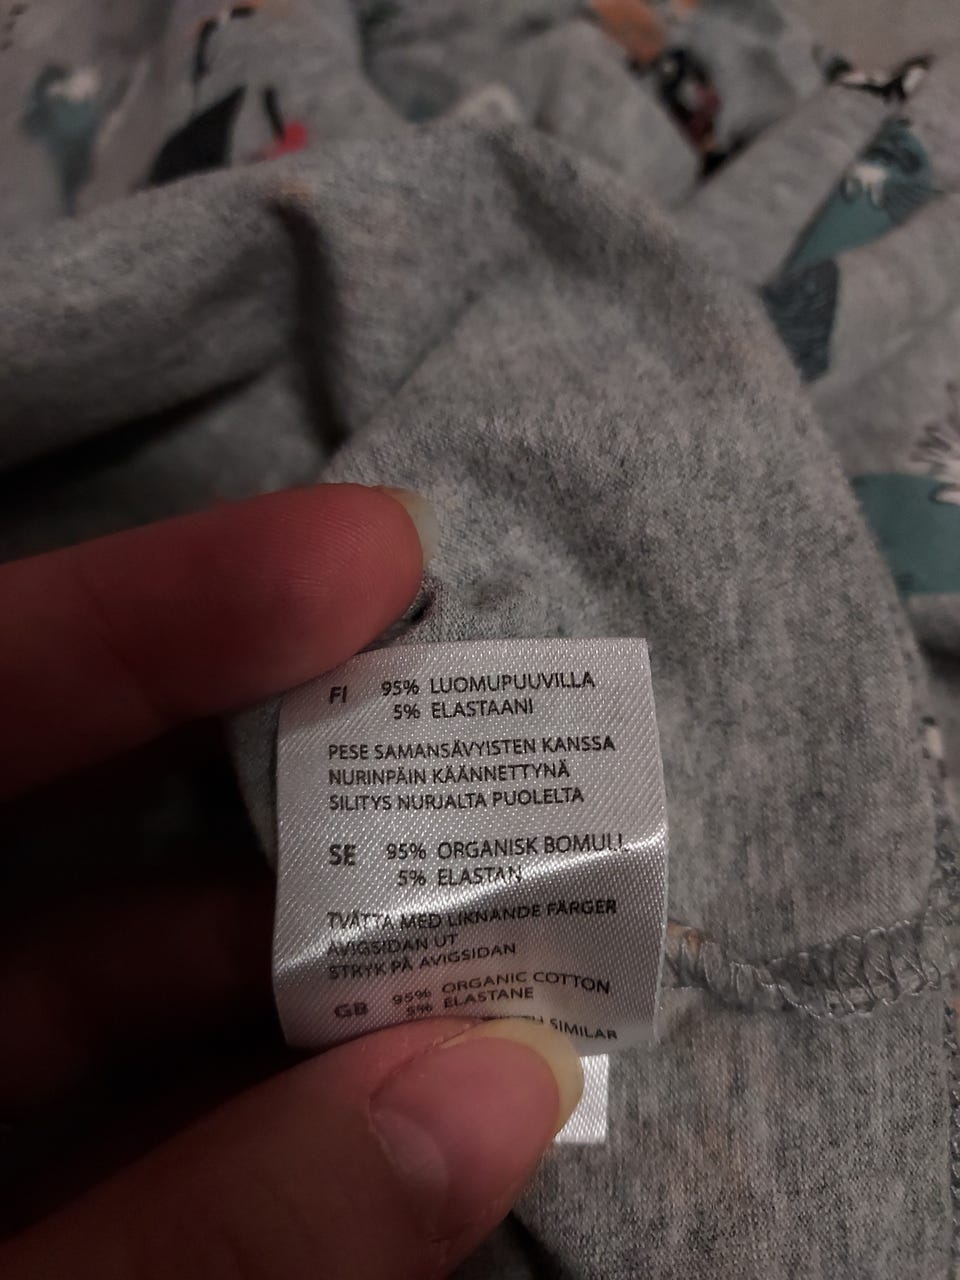 FI 95% LUOMUPUUVILLA
5% ELASTAANI
PESE SAMANSÄVYISTEN KANSSA
NURINPÄIN KÄÄNNETTYNÄ
SILITYS NURJALTA PUOLELTA
SE 95% ORGANISK BOMULL
5% ELASTAN
TVÄTTA MED LIKNANDE FÄRGER
AVIGSIDAN UT
STRYK PÅ AVIGSIDAN
GB 95% ORGANIC COTTON
5% ELASTANE
SIMILAR